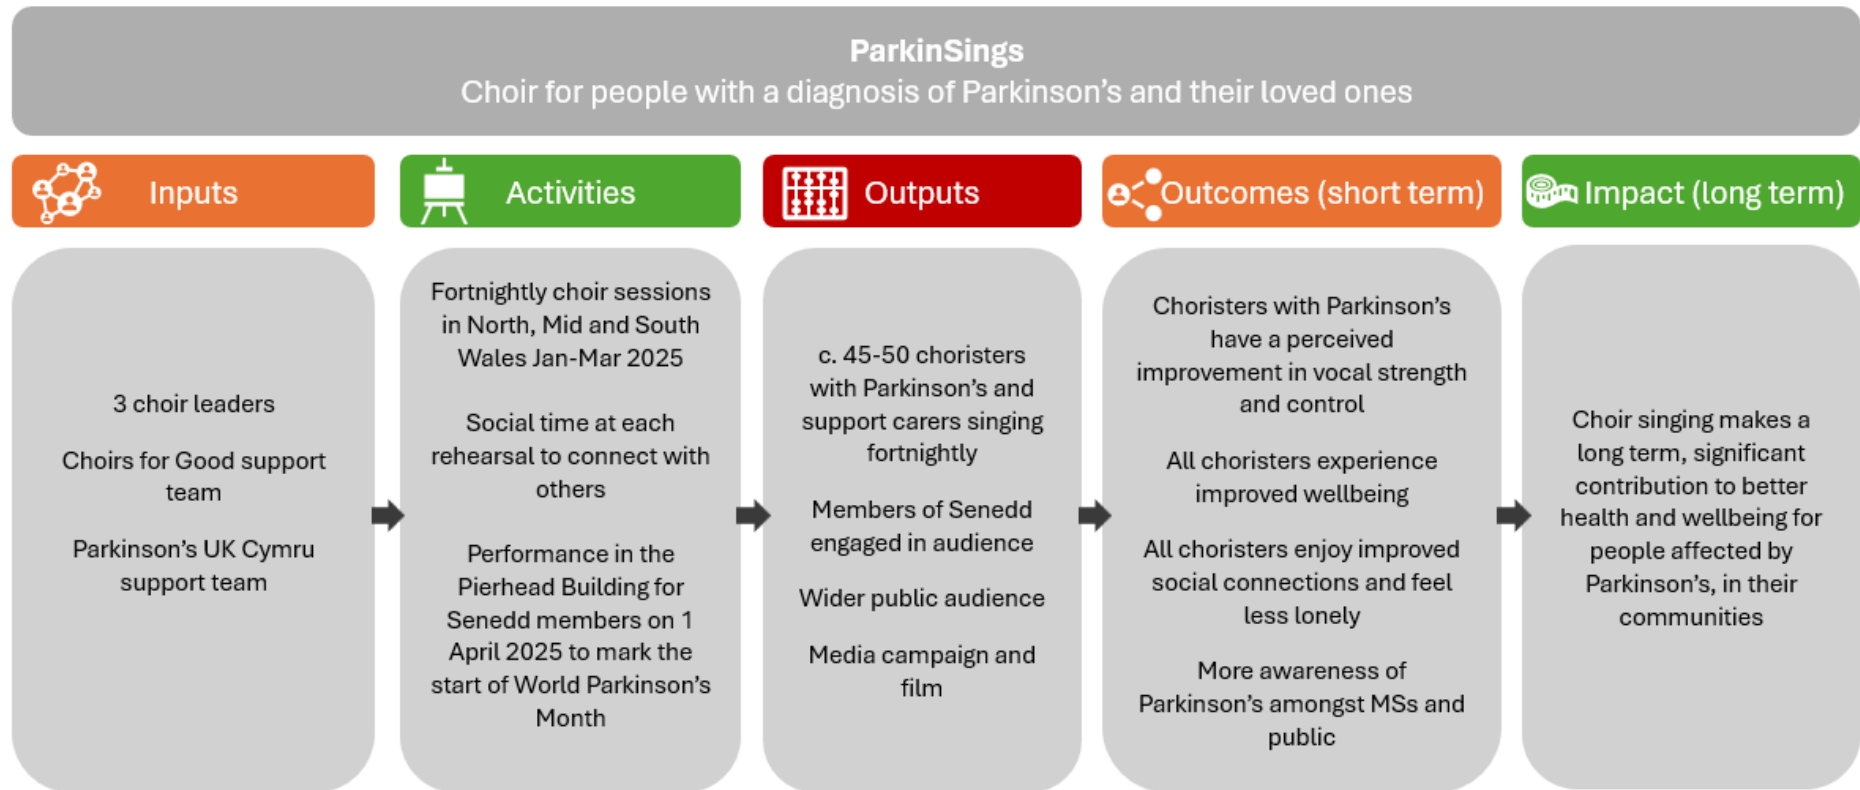 ParkinSings
Choir for people with a diagnosis of Parkinson's and their loved ones
Inputs
Activities
Outputs
Outcomes (short term)
Impact (long term)
3 choir leaders
Choirs for Good support
team
Parkinson's UK Cymru
support team
Fortnightly choir sessions
in North, Mid and South
Wales Jan-Mar 2025
Social time at each
rehearsal to connect with
others
Performance in the
Pierhead Building for
Senedd members on 1
April 2025 to mark the
start of World Parkinson's
Month
c. 45-50 choristers
with Parkinson's and
support carers singing
fortnightly
Members of Senedd
engaged in audience
Wider public audience
Media campaign and
film
Choristers with Parkinson's
have a perceived
improvement in vocal strength
and control
All choristers experience
improved wellbeing
All choristers enjoy improved
social connections and feel
less lonely
More awareness of
Parkinson's amongst MSs and
public
Choir singing makes a
long term, significant
contribution to better
health and wellbeing for
people affected by
Parkinson's, in their
communities